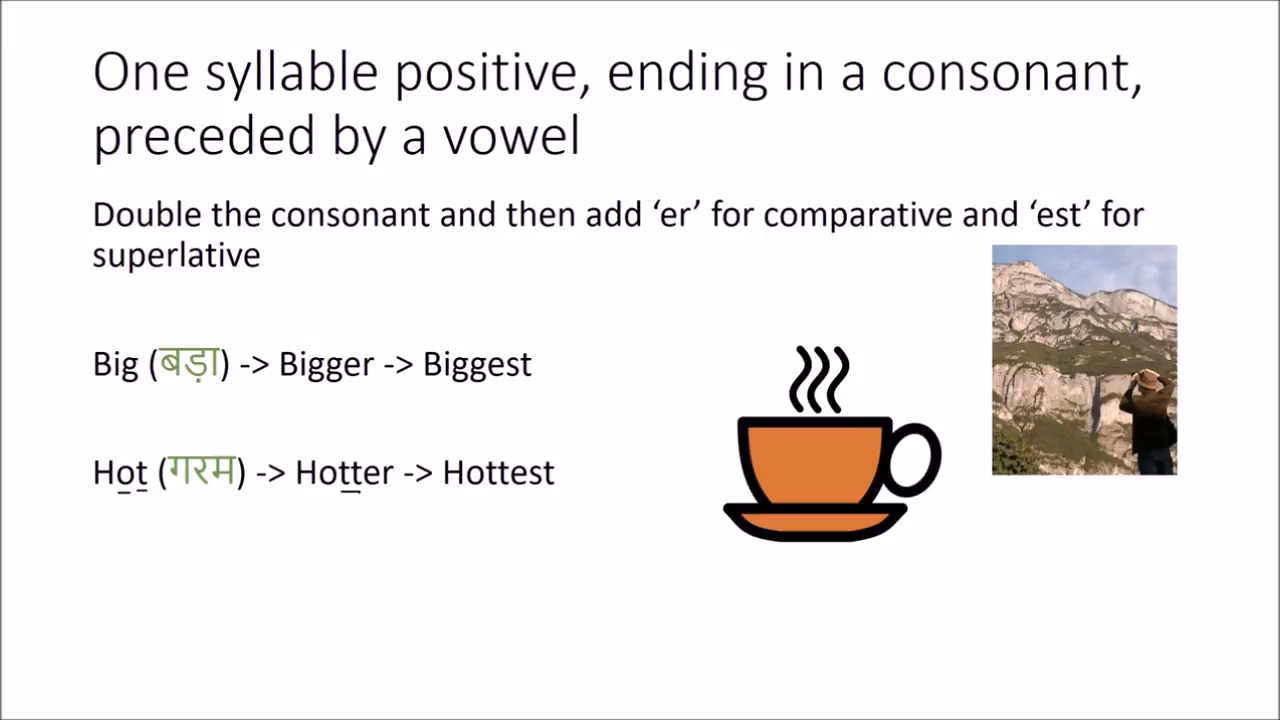 One syllable positive, ending in a consonant,
preceded by a vowel
Double the consonant and then add ‘er’ for comparative and ‘est’ for
superlative
Big (बड़ा) -> Bigger -> Biggest
Hot (गरम) -> Hotter -> Hottest